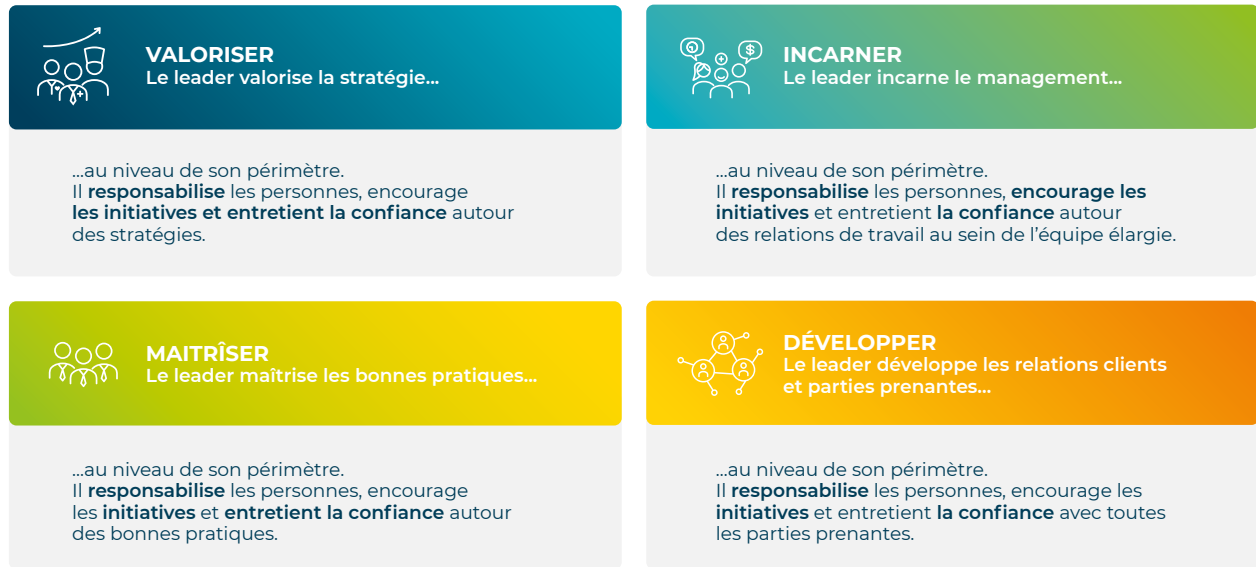 VALORISER
Le leader valorise la stratégie...
...au niveau de son périmètre.
Il responsabilise les personnes, encourage
les initiatives et entretient la confiance autour
des stratégies.
INCARNER
Le leader incarne le management...
...au niveau de son périmètre.
Il responsabilise les personnes, encourage les
initiatives et entretient la confiance autour
des relations de travail au sein de l’équipe élargie.
MAITRÎSER
Le leader maîtrise les bonnes pratiques...
...au niveau de son périmètre.
Il responsabilise les personnes, encourage
les initiatives et entretient la confiance autour
des bonnes pratiques.
DÉVELOPPER
Le leader développe les relations clients
et parties prenantes...
...au niveau de son périmètre.
Il responsabilise les personnes, encourage les
initiatives et entretient la confiance avec toutes
les parties prenantes.